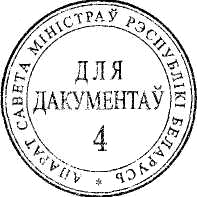 АПАРАТ САВЕТА МІНІСТРАЎ РЭСПУБЛІКІ БЕЛАРУСЬ *
ДЛЯ
ДАКУМЕНТАЎ
4